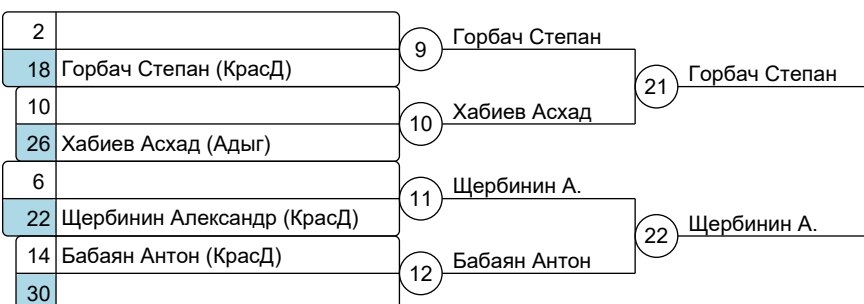 2
18 Горбач Степан (КрасД)
9 Горбач Степан
21 Горбач Степан
10
26 Хабиев Асхад (Адыг)
10 Хабиев Асхад
6
22 Щербинин Александр (КрасД)
11 Щербинин А.
22 Щербинин А.
14 Бабаян Антон (КрасД)
30
12 Бабаян Антон